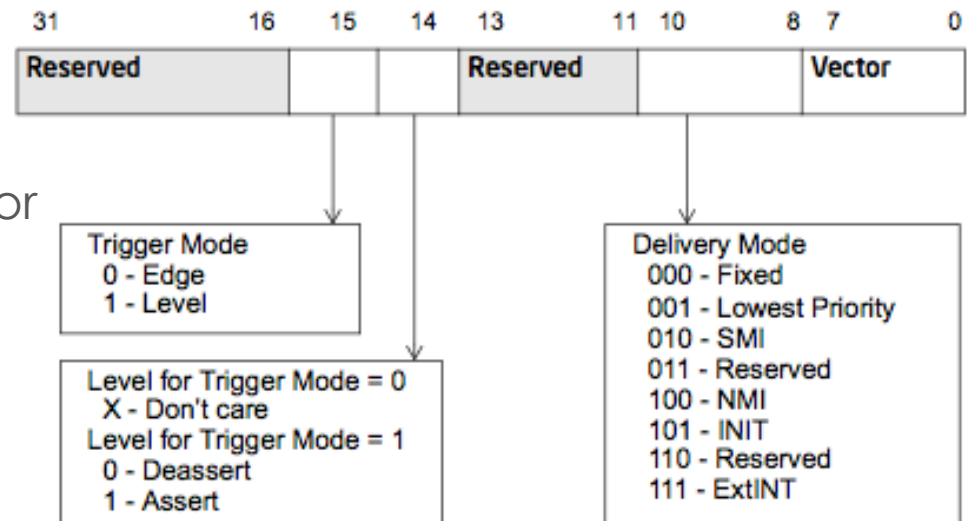 31 16 15 14 13 11 10 8 7 0
Reserved Reserved Vector
or
Trigger Mode
0 - Edge
1 - Level
Level for Trigger Mode = 0
X - Don't care
Level for Trigger Mode = 1
0 - Deassert
1 - Assert
Delivery Mode
000 - Fixed
001 - Lowest Priority
010 - SMI
011 - Reserved
100 - NMI
101 - INIT
110 - Reserved
111 - ExtINT